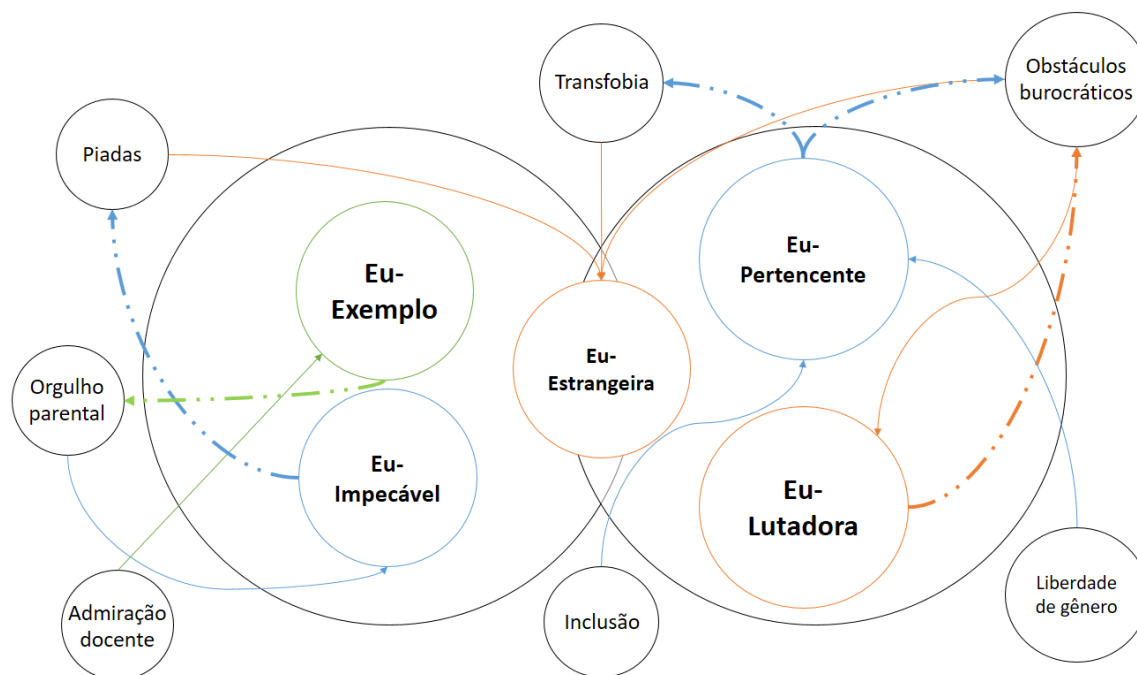 Transfobia
Obstáculos
burocráticos
Piadas
Eu-
Exemplo
Eu-
Pertencente
Eu-
Estrangeira
Orgulho
parental
Eu-
Impecável
Eu-
Lutadora
Admiração
docente
Inclusão
Liberdade
de gênero